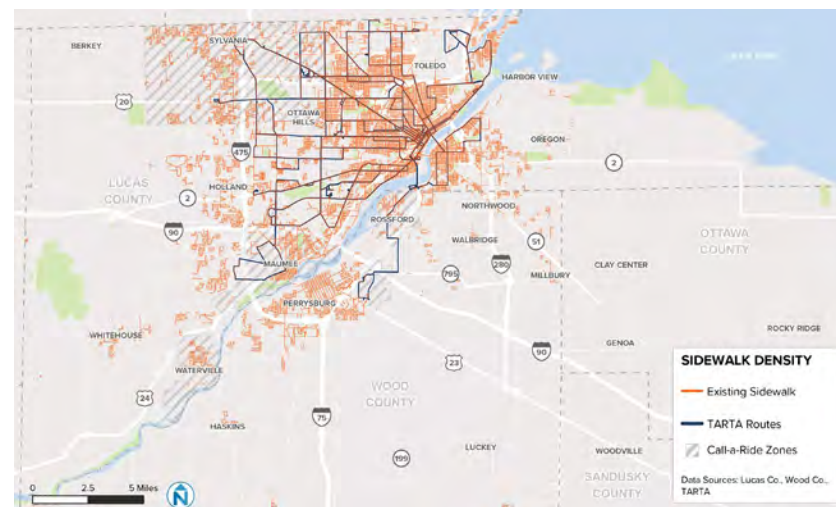 BERKEY
SYLVANIA
TOLEDO
HARBOR VIEW
20
OTTAWA
HILLS
OREGON
475
2
LUCAS
COUNTY
HOLLAND
2
NORTHWOOD
ROSSFORD
OTTAWA
COUNTY
90
WALBRIDGE
51
280
MAUMEE
CLAY CENTER
795
MILLBURY
PERRYSBURG
WHITEHOUSE
GENOA
ROCKY RIDGE
90
WATERVILLE
23
24
WOOD
COUNTY
75
HASKINS
LUCKEY
WOODVILLE
199
SANDUSKY
COUNTY
SIDEWALK DENSITY
Existing Sidewalk
TARTA Routes
Call-a-Ride Zones
Data Sources: Lucas Co., Wood Co.,
TARTA
0 2.5 5 Miles
N